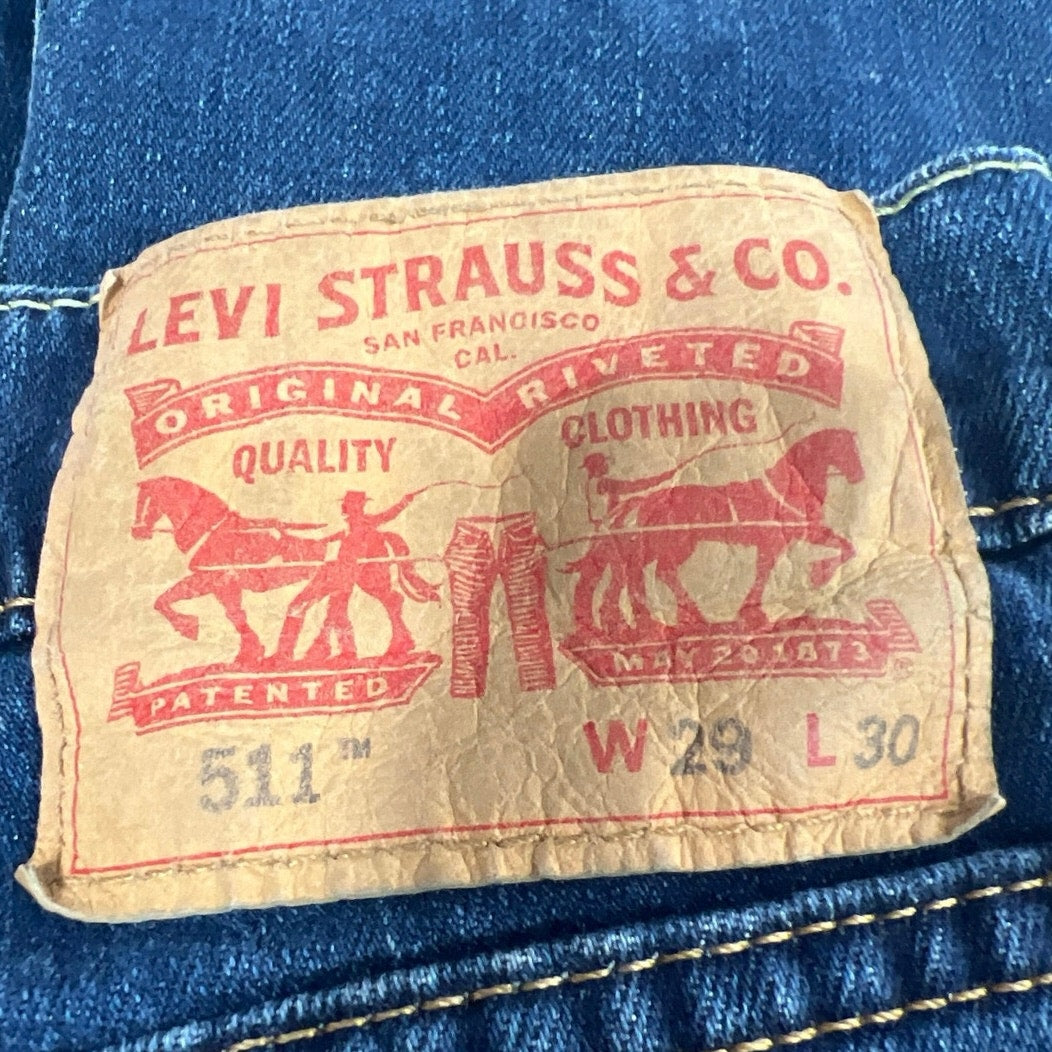 LEVI STRAUSS & CO.
SAN FRANCISCO
CAL.
ORIGINAL RIVETED
QUALITY CLOTHING
PATENTED MAY 20 1873 ®
511™ W 29 L 30